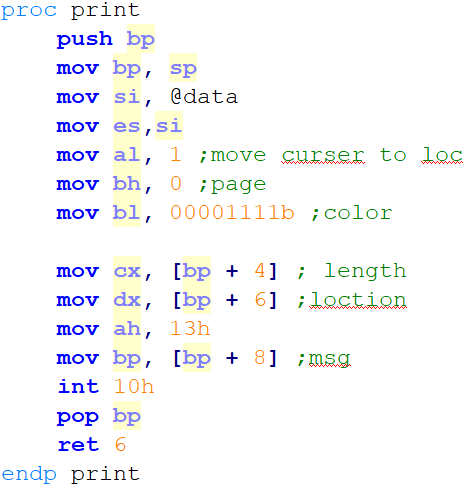 proc print
push bp
mov bp, sp
mov si, @data
mov es,si
mov al, 1 ;move curser to loc
mov bh, 0 ;page
mov bl, 00001111b ;color
mov cx, [bp + 4] ; length
mov dx, [bp + 6] ;loction
mov ah, 13h
mov bp, [bp + 8] ;msg
int 10h
pop bp
ret 6
endp print